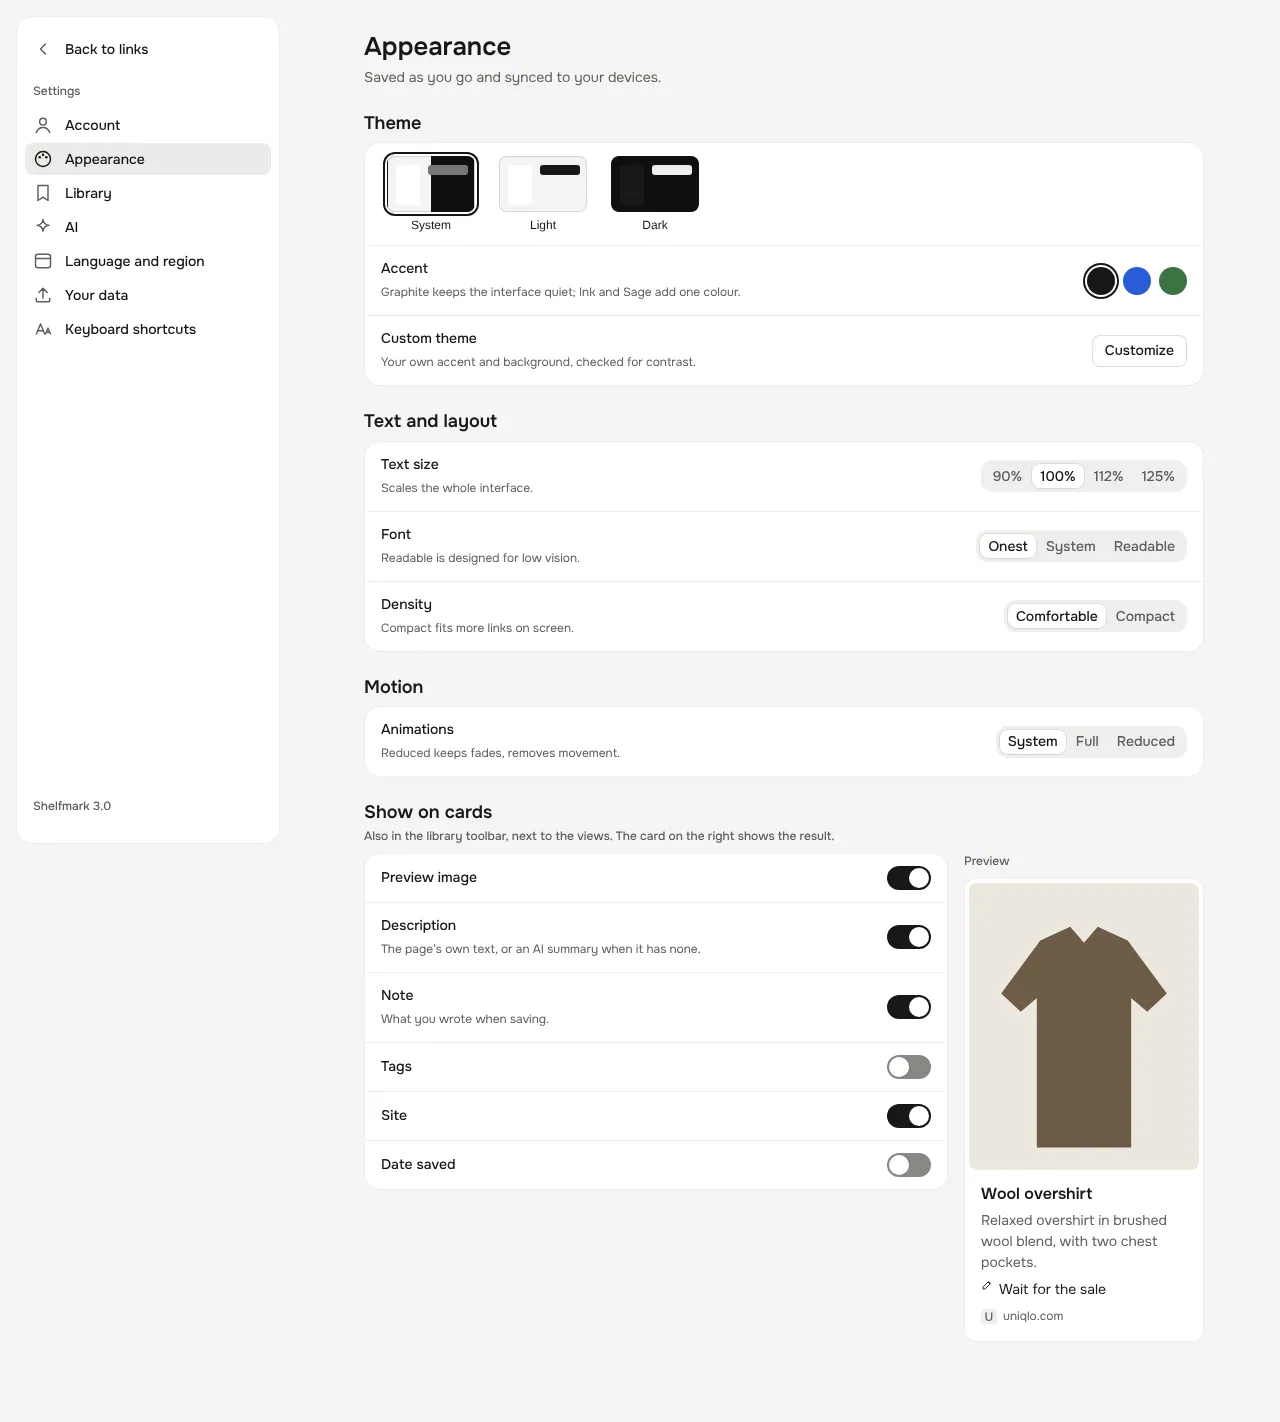 Back to links
Settings
Account
Appearance
Library
AI
Language and region
Your data
Keyboard shortcuts
Shelfmark 3.0
Appearance
Saved as you go and synced to your devices.
Theme
System Light Dark
Accent
Graphite keeps the interface quiet; Ink and Sage add one colour.
Custom theme
Your own accent and background, checked for contrast.
Customize
Text and layout
Text size
Scales the whole interface.
90% 100% 112% 125%
Font
Readable is designed for low vision.
Onest System Readable
Density
Compact fits more links on screen.
Comfortable Compact
Motion
Animations
Reduced keeps fades, removes movement.
System Full Reduced
Show on cards
Also in the library toolbar, next to the views. The card on the right shows the result.
Preview image
Description
The page's own text, or an AI summary when it has none.
Note
What you wrote when saving.
Tags
Site
Date saved
Preview
Wool overshirt
Relaxed overshirt in brushed
wool blend, with two chest
pockets.
Wait for the sale
U uniqlo.com